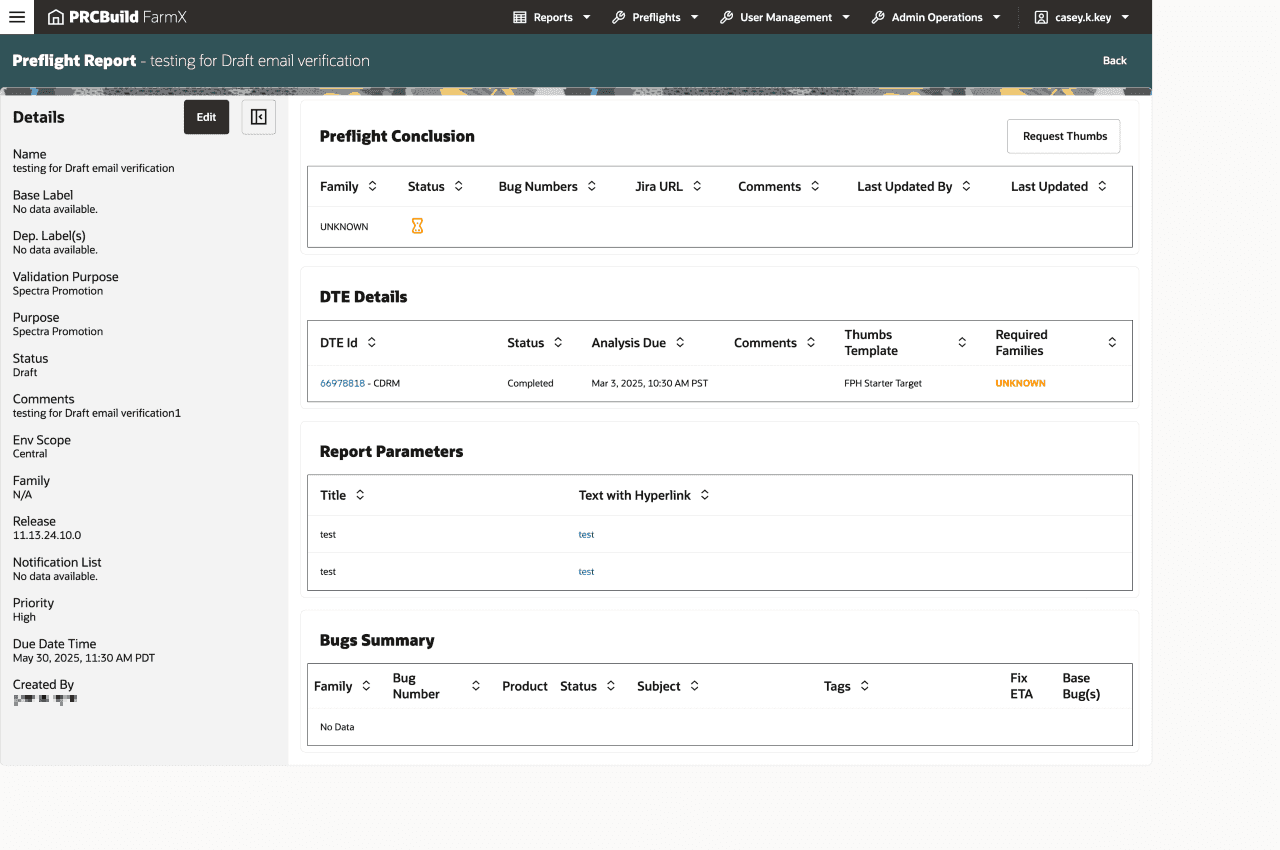 PRCBuild FarmX
Reports
Preflights
User Management
Admin Operations
casey.k.key
Preflight Report - testing for Draft email verification
Back
Details
Edit
Name
testing for Draft email verification
Base Label
No data available.
Dep. Label(s)
No data available.
Validation Purpose
Spectra Promotion
Purpose
Spectra Promotion
Status
Draft
Comments
testing for Draft email verification1
Env Scope
Central
Family
N/A
Release
11.13.24.10.0
Notification List
No data available.
Priority
High
Due Date Time
May 30, 2025, 11:30 AM PDT
Created By
Preflight Conclusion
Request Thumbs
Family Status Bug Numbers Jira URL Comments Last Updated By Last Updated
UNKNOWN
DTE Details
DTE Id Status Analysis Due Comments Thumbs Template Required Families
66978818 - CDRM Completed Mar 3, 2025, 10:30 AM PST FPH Starter Target UNKNOWN
Report Parameters
Title Text with Hyperlink
test test
test test
Bugs Summary
Family Bug Number Product Status Subject Tags Fix ETA Base Bug(s)
No Data